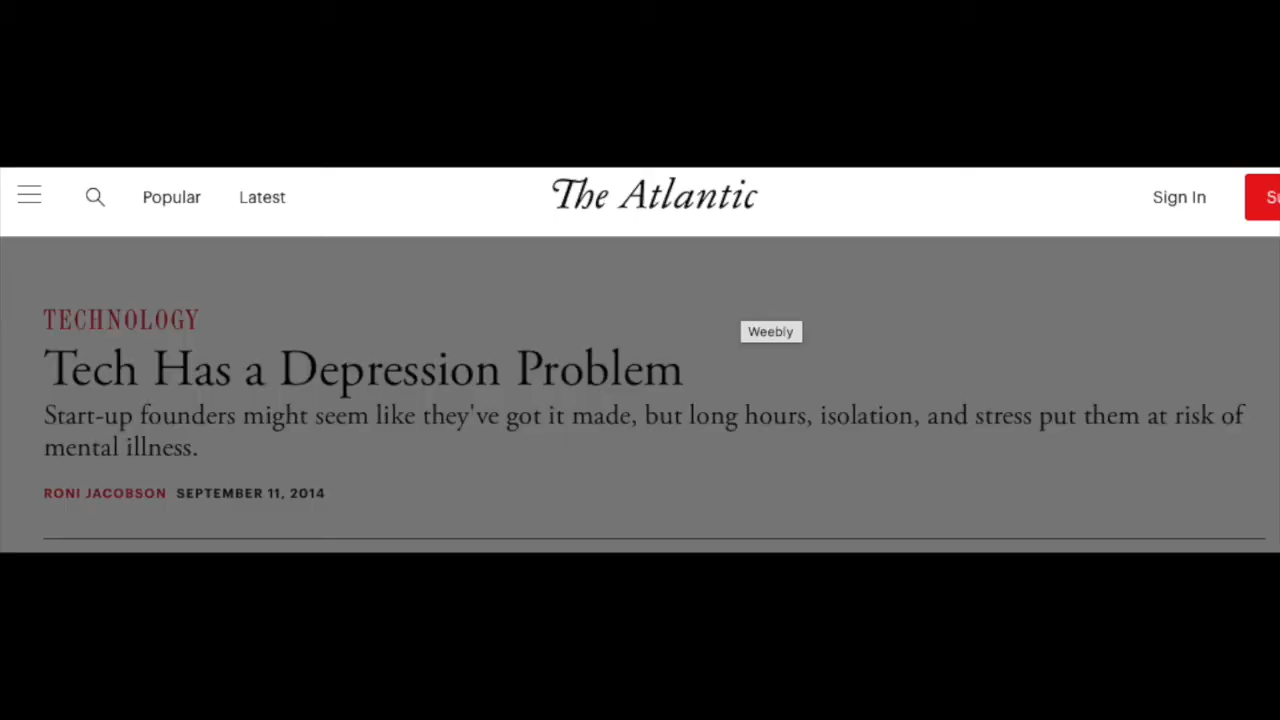 Popular Latest The Atlantic Sign In
TECHNOLOGY
Weebly
Tech Has a Depression Problem
Start-up founders might seem like they've got it made, but long hours, isolation, and stress put them at risk of
mental illness.
RONI JACOBSON SEPTEMBER 11, 2014